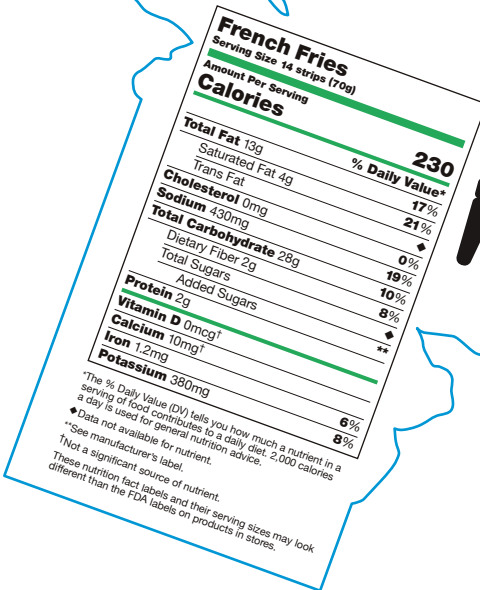 French Fries
Serving Size 14 strips (70g)
Amount Per Serving
Calories 230
% Daily Value*
Total Fat 13g 17%
Saturated Fat 4g 21%
Trans Fat ◆
Cholesterol 0mg 0%
Sodium 430mg 19%
Total Carbohydrate 28g 10%
Dietary Fiber 2g 8%
Total Sugars ◆
Added Sugars **
Protein 2g
Vitamin D 0mcg†
Calcium 10mg†
Iron 1.2mg 6%
Potassium 380mg 8%
*The % Daily Value (DV) tells you how much a nutrient in a
serving of food contributes to a daily diet. 2,000 calories
a day is used for general nutrition advice.
◆Data not available for nutrient.
**See manufacturer's label.
†Not a significant source of nutrient.
These nutrition fact labels and their serving sizes may look
different than the FDA labels on products in stores.